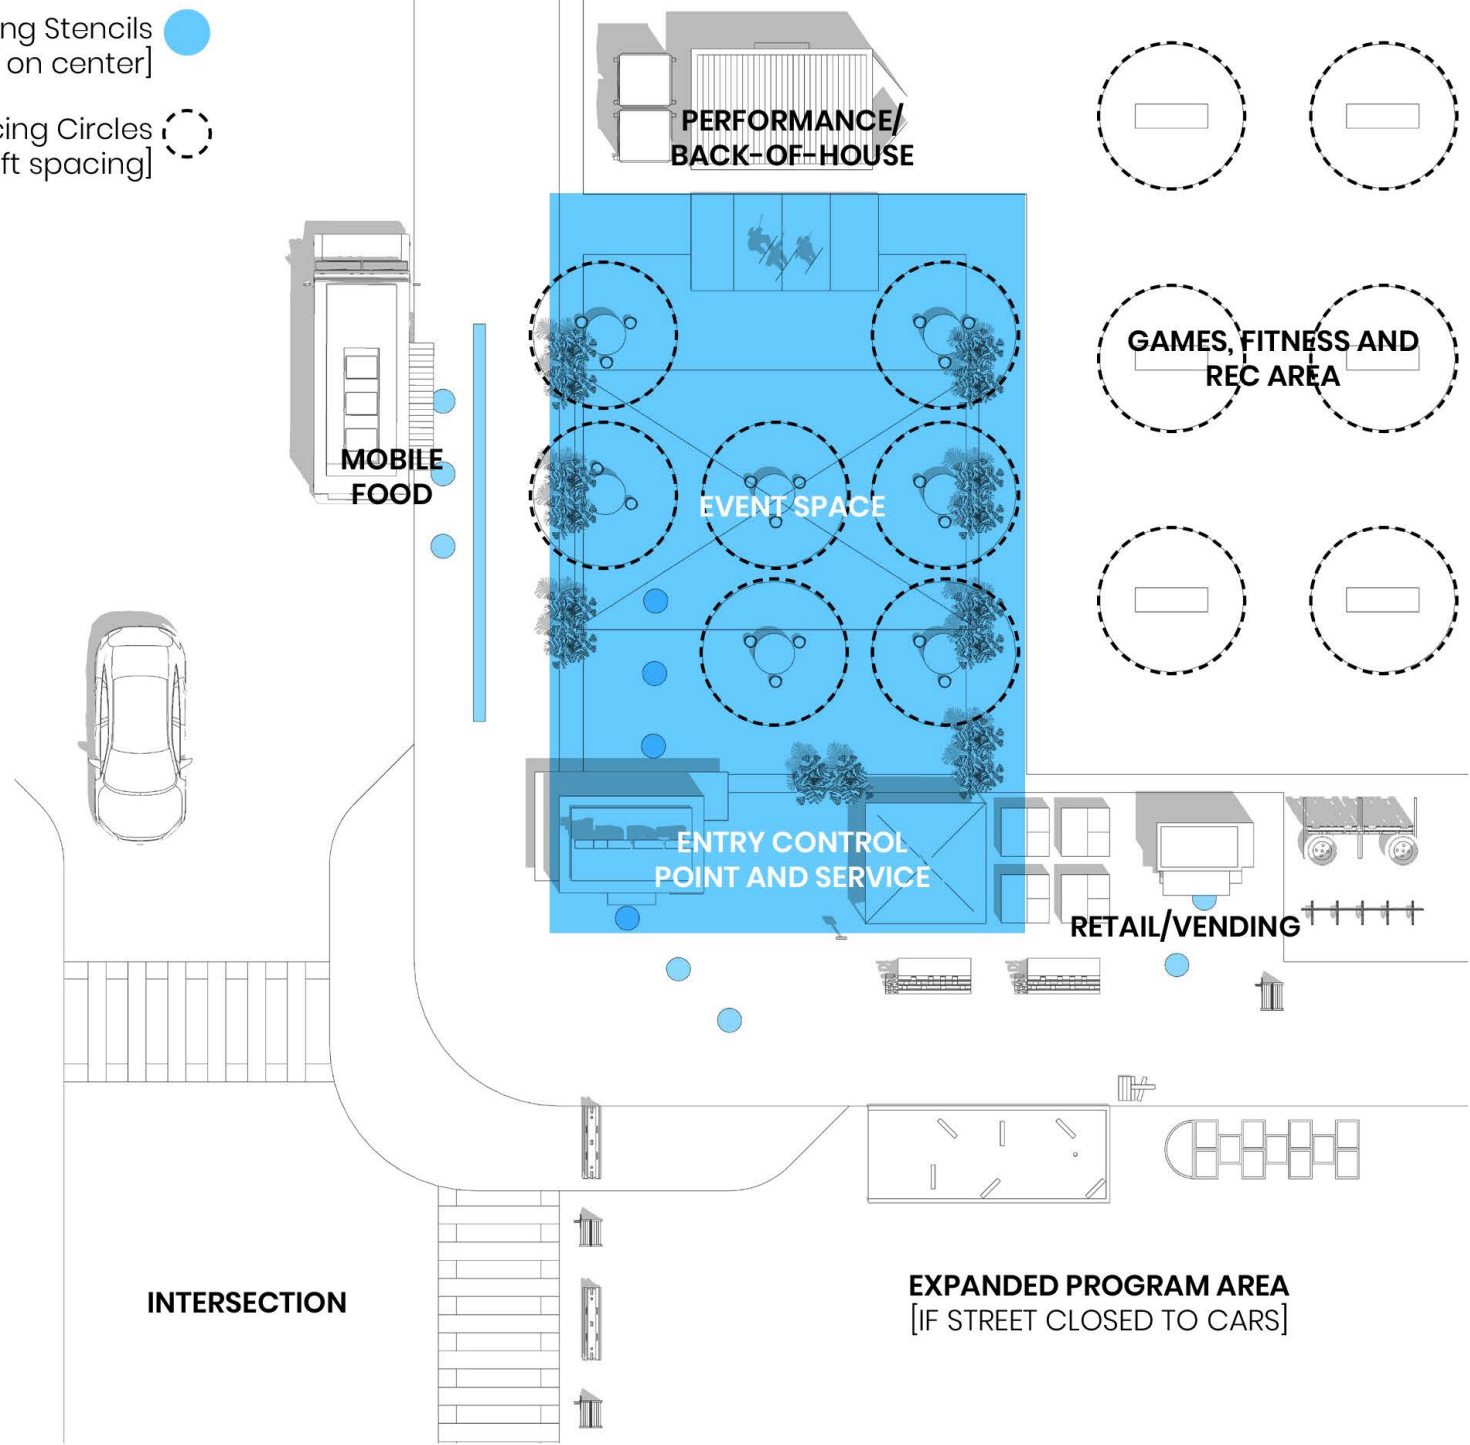 ng Stencils
on center]
cing Circles
ft spacing]
PERFORMANCE/
BACK-OF-HOUSE
GAMES, FITNESS AND
REC AREA
MOBILE
FOOD
EVENT SPACE
ENTRY CONTROL
POINT AND SERVICE
RETAIL/VENDING
INTERSECTION
EXPANDED PROGRAM AREA
[IF STREET CLOSED TO CARS]